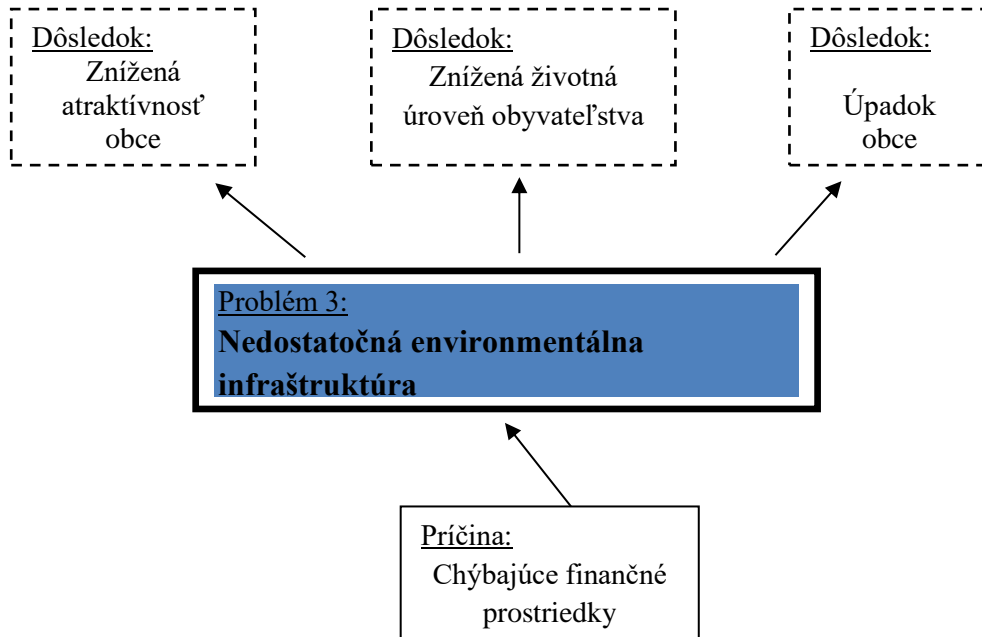 Dôsledok:
Znížená
atraktívnosť
obce
Dôsledok:
Znížená životná
úroveň obyvateľstva
Dôsledok:
Úpadok
obce
Problém 3:
Nedostatočná environmentálna
infraštruktúra
Príčina:
Chýbajúce finančné
prostriedky